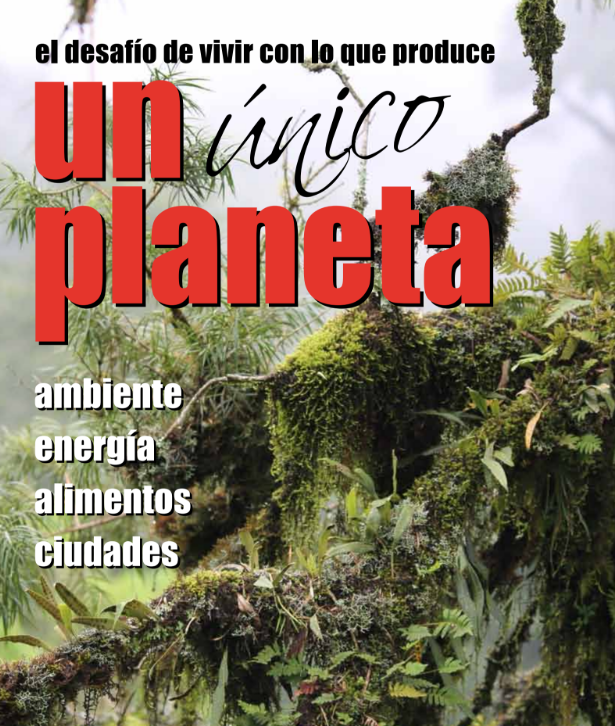 el desafío de vivir con lo que produce
un único
planeta
ambiente
energía
alimentos
ciudades